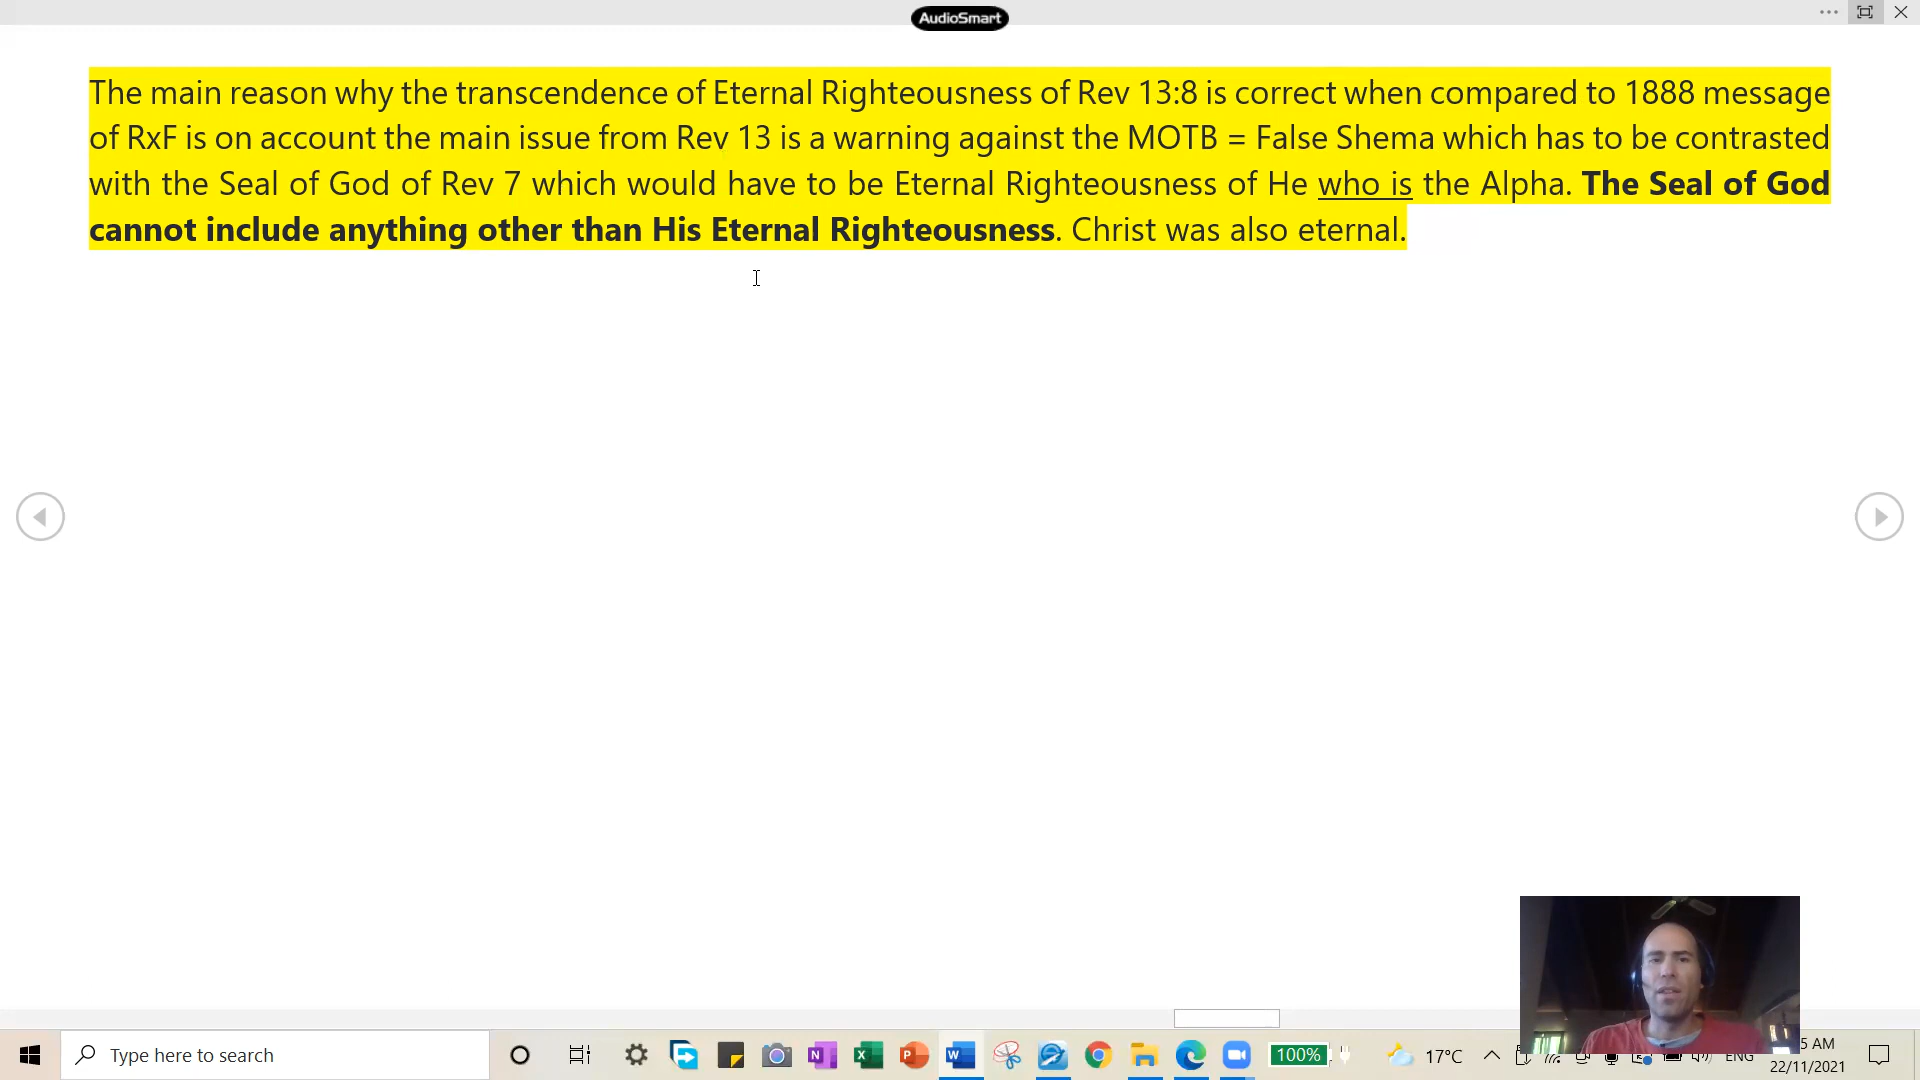 AudioSmart
The main reason why the transcendence of Eternal Righteousness of Rev 13:8 is correct when compared to 1888 message
of RxF is on account the main issue from Rev 13 is a warning against the MOTB = False Shema which has to be contrasted
with the Seal of God of Rev 7 which would have to be Eternal Righteousness of He who is the Alpha. The Seal of God
cannot include anything other than His Eternal Righteousness. Christ was also eternal.
Type here to search
100%
17°C
ENG
5 AM
22/11/2021